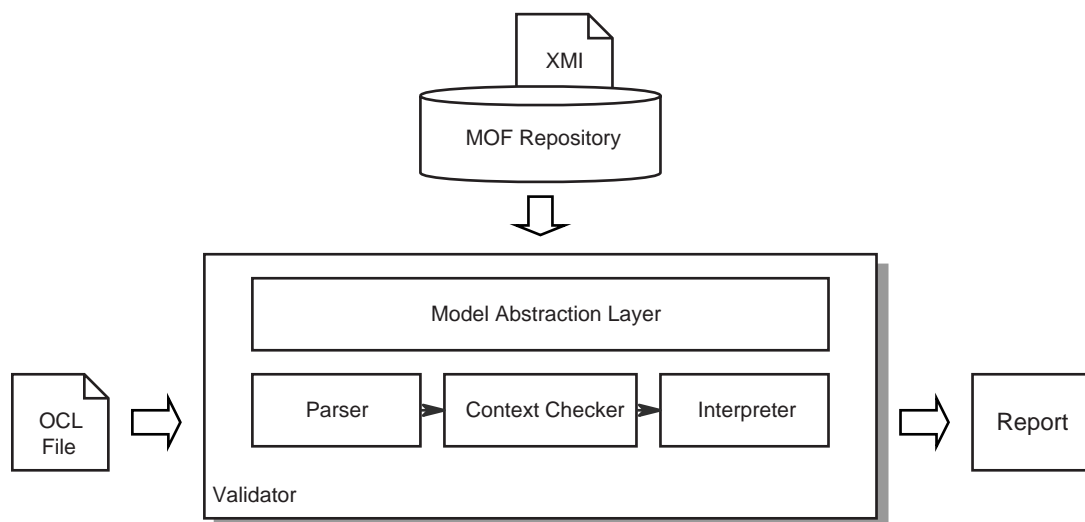 XMI
MOF Repository
Model Abstraction Layer
OCL
File
Parser
Context Checker
Interpreter
Report
Validator